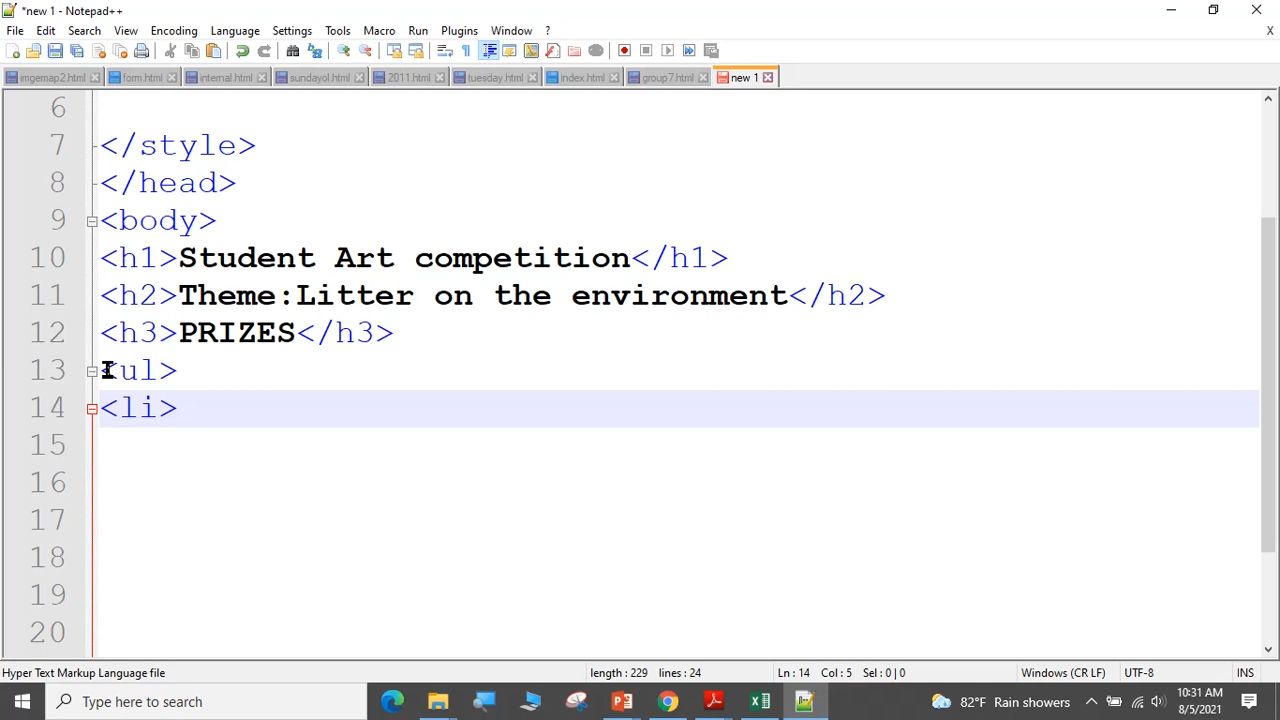 *new 1 - Notepad++
File Edit Search View Encoding Language Settings Tools Macro Run Plugins Window ? X
imgemap2.html form.html internal.html sundayol.html 2011.html tuesday.html index.html group7.html new 1
6
7 </style>
8 </head>
9 <body>
10 <h1>Student Art competition</h1>
11 <h2>Theme:Litter on the environment</h2>
12 <h3>PRIZES</h3>
13 <ul>
14 <li>
15
16
17
18
19
20
Hyper Text Markup Language file length : 229 lines : 24 Ln : 14 Col : 5 Sel : 0 | 0 Windows (CR LF) UTF-8 INS
Type here to search 82°F Rain showers 10:31 AM
8/5/2021